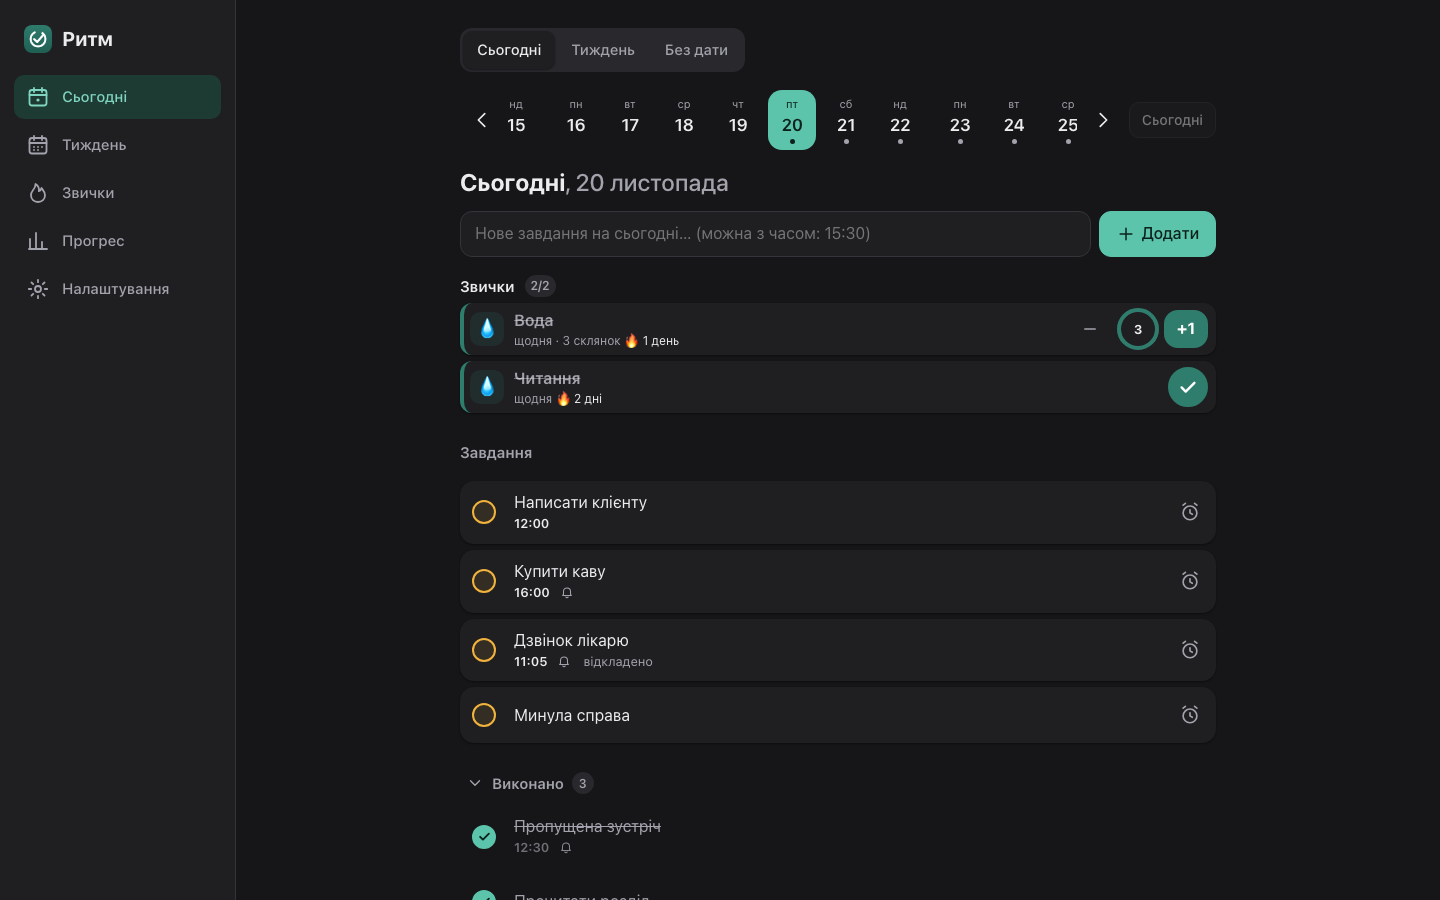 Ритм
Сьогодні
Тиждень
Звички
Прогрес
Налаштування
Сьогодні Тиждень Без дати
нд пн вт ср чт пт сб нд пн вт ср
15 16 17 18 19 20 21 22 23 24 25
Сьогодні
Сьогодні, 20 листопада
Нове завдання на сьогодні... (можна з часом: 15:30)
Додати
Звички 2/2
Вода
щодня · 3 склянок 🔥 1 день
3
+1
Читання
щодня 🔥 2 дні
Завдання
Написати клієнту
12:00
Купити каву
16:00
Дзвінок лікарю
11:05 відкладено
Минула справа
Виконано 3
Пропущена зустріч
12:30